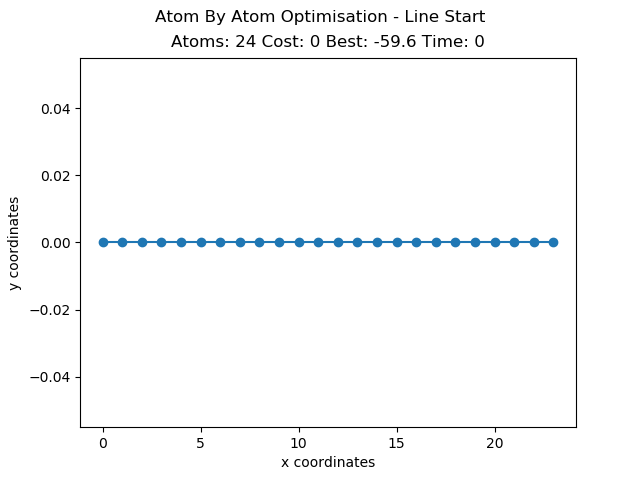 Atom By Atom Optimisation - Line Start
Atoms: 24 Cost: 0 Best: -59.6 Time: 0
0.04
0.02
0.00
−0.02
−0.04
y coordinates
0 5 10 15 20
x coordinates